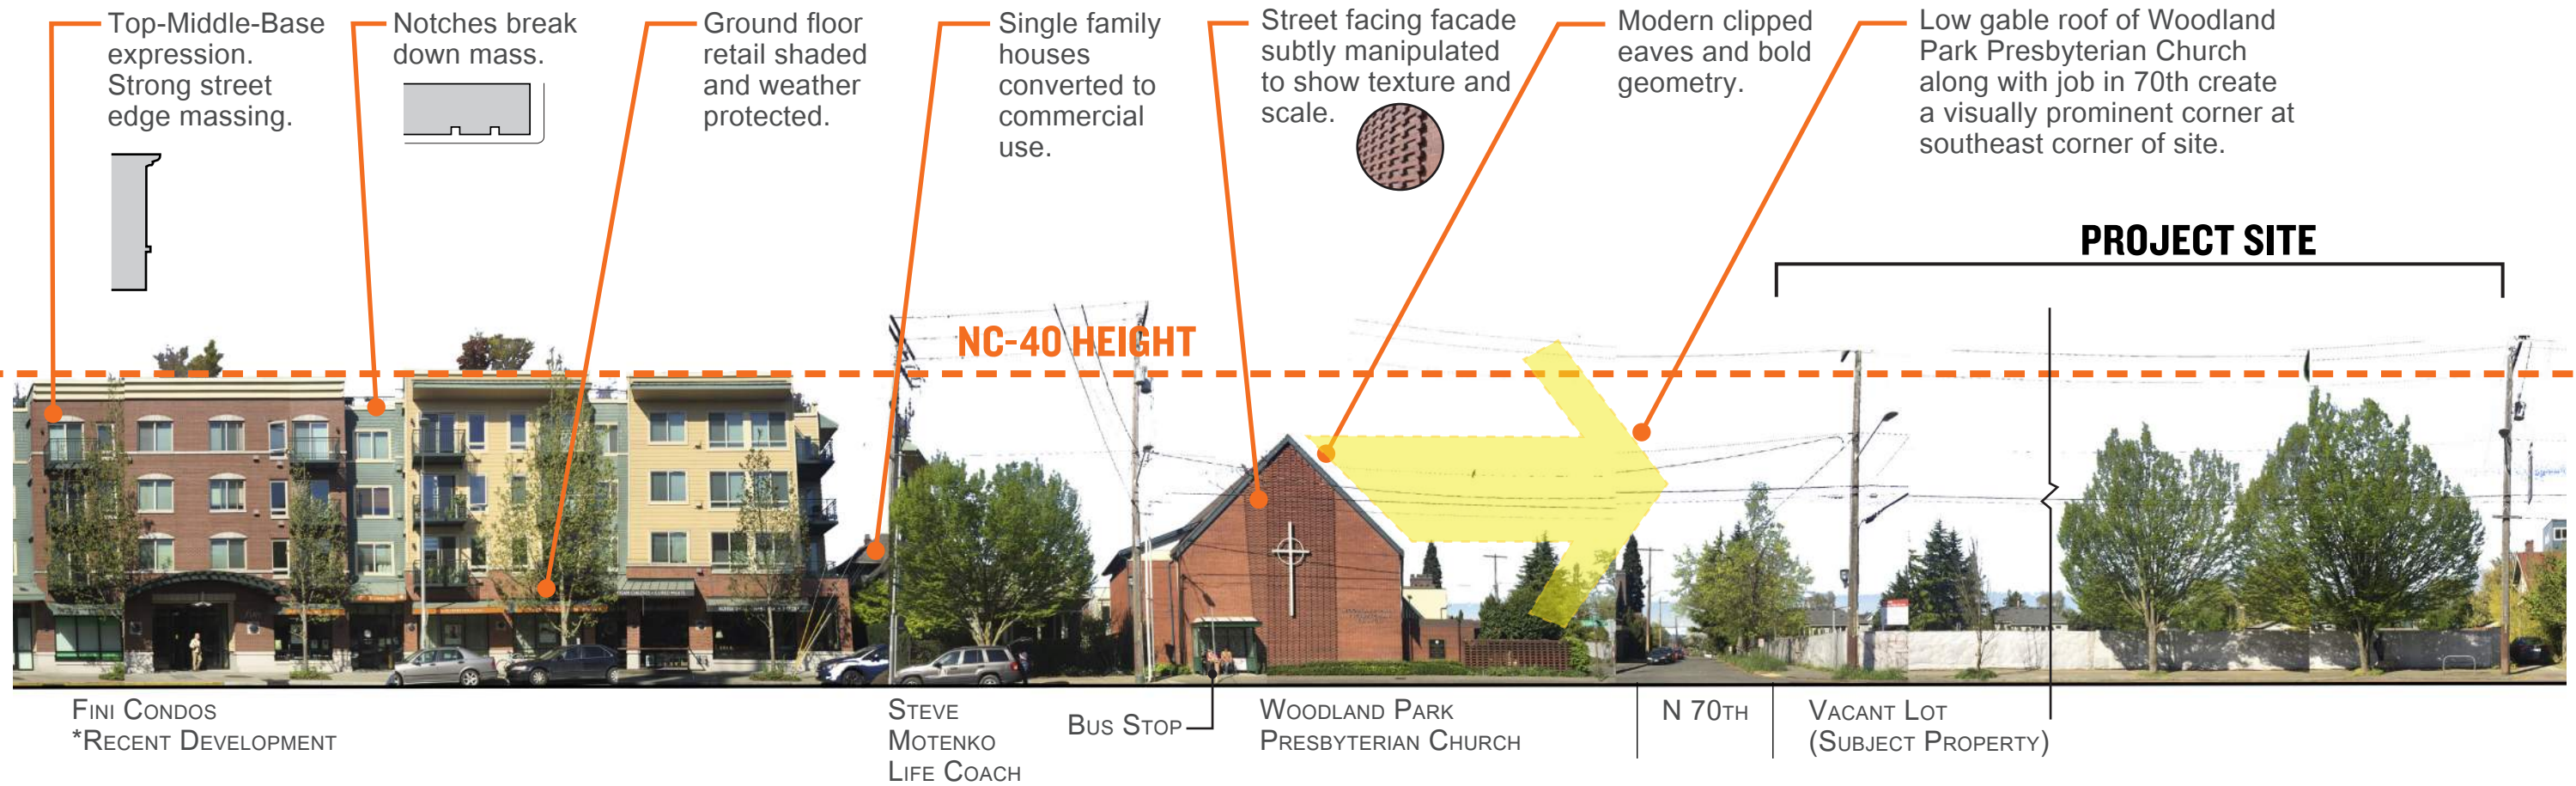 Top-Middle-Base
expression.
Strong street
edge massing.
Notches break
down mass.
Ground floor
retail shaded
and weather
protected.
Single family
houses
converted to
commercial
use.
Street facing facade
subtly manipulated
to show texture and
scale.
Modern clipped
eaves and bold
geometry.
Low gable roof of Woodland
Park Presbyterian Church
along with job in 70th create
a visually prominent corner at
southeast corner of site.
PROJECT SITE
NC-40 HEIGHT
Fini Condos
*Recent Development
Steve
Motenko
Life Coach
Bus Stop
Woodland Park
Presbyterian Church
N 70th
Vacant Lot
(Subject Property)